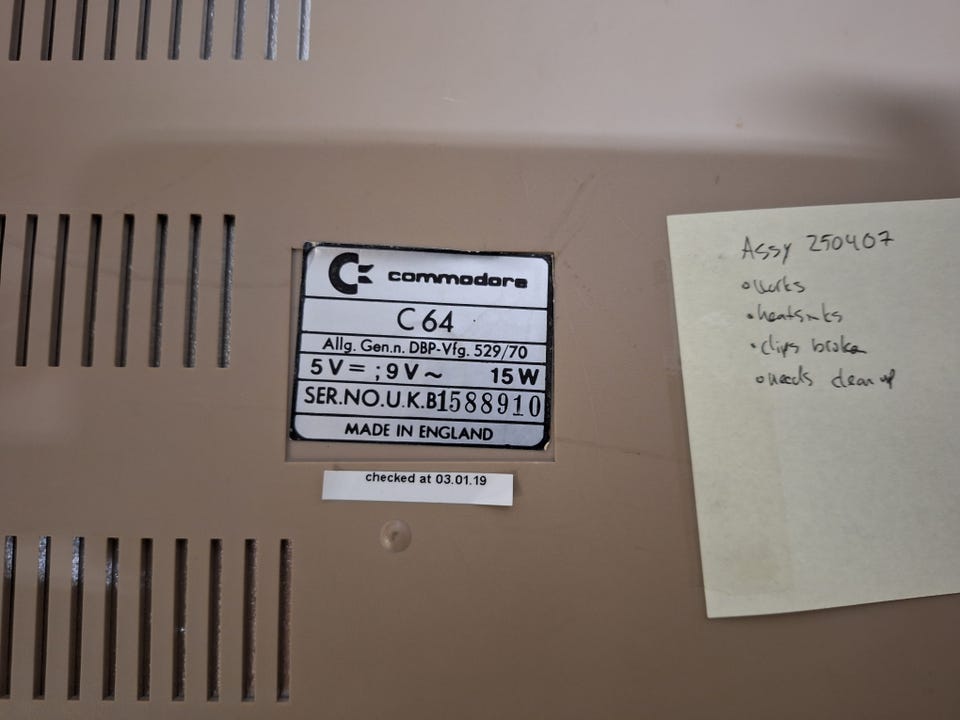 commodore
C 64
Allg. Gen.n. DBP-Vfg. 529/70
5 V = ; 9 V ~ 15 W
SER.NO.U.K.B1588910
MADE IN ENGLAND
checked at 03.01.19
Assy 250407
• works
• heatsinks
• clips broken
• needs clean up